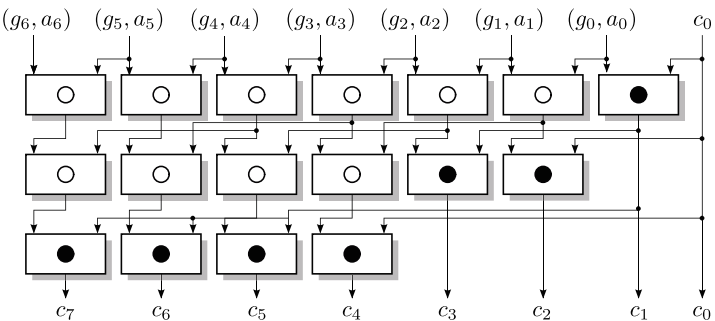 (g₆, a₆) (g₅, a₅) (g₄, a₄) (g₃, a₃) (g₂, a₂) (g₁, a₁) (g₀, a₀) c₀
c₇ c₆ c₅ c₄ c₃ c₂ c₁ c₀